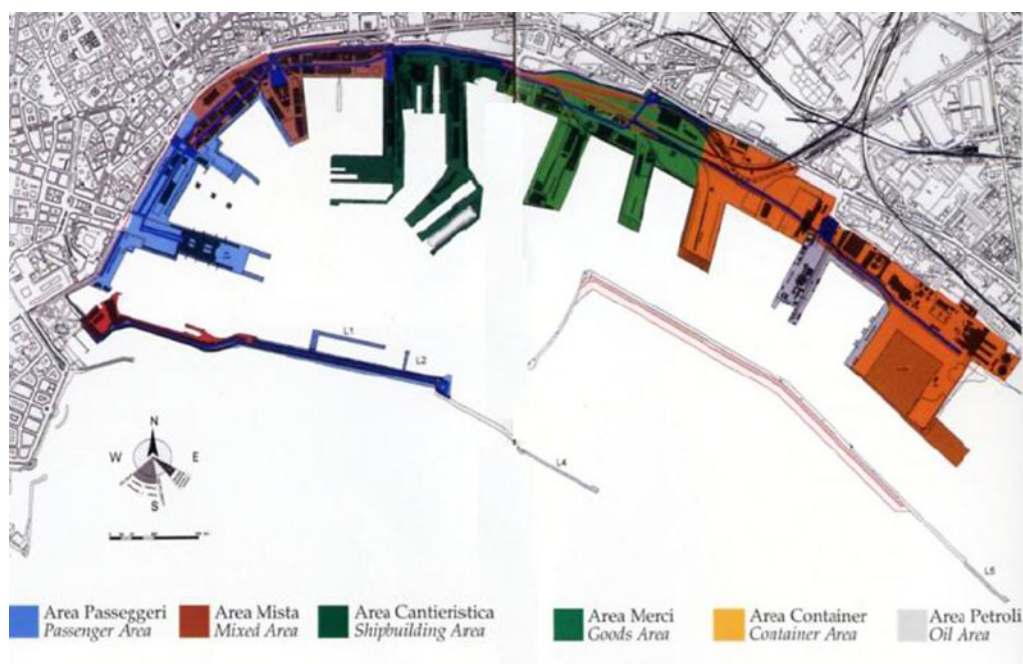 L1
L2
L4
L5
N
W E
S
Area Passeggeri
Passenger Area
Area Mista
Mixed Area
Area Cantieristica
Shipbuilding Area
Area Merci
Goods Area
Area Container
Container Area
Area Petroli
Oil Area